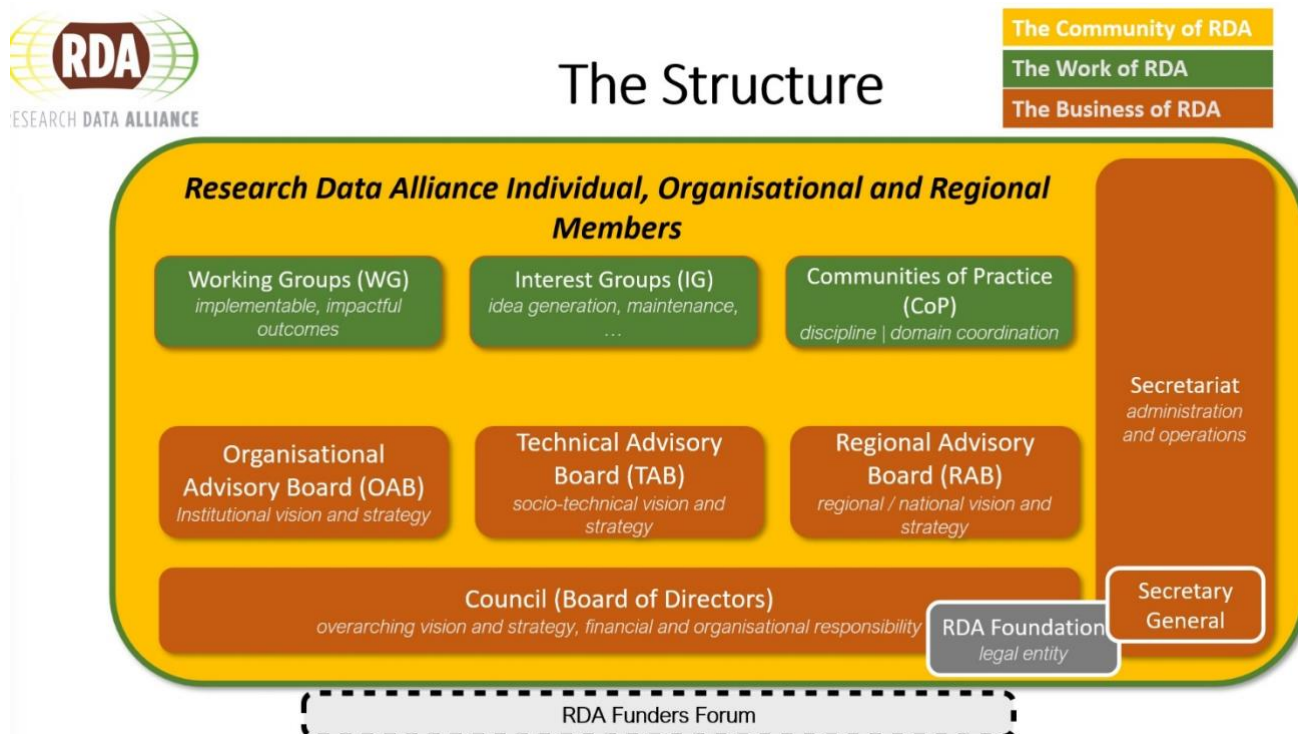 RDA
ESEARCH DATA ALLIANCE
The Structure
The Community of RDA
The Work of RDA
The Business of RDA
Research Data Alliance Individual, Organisational and Regional
Members
Working Groups (WG)
implementable, impactful
outcomes
Interest Groups (IG)
idea generation, maintenance,
...
Communities of Practice
(CoP)
discipline | domain coordination
Secretariat
administration
and operations
Organisational
Advisory Board (OAB)
Institutional vision and strategy
Technical Advisory
Board (TAB)
socio-technical vision and
strategy
Regional Advisory
Board (RAB)
regional / national vision and
strategy
Council (Board of Directors)
overarching vision and strategy, financial and organisational responsibility
RDA Foundation
legal entity
Secretary
General
RDA Funders Forum